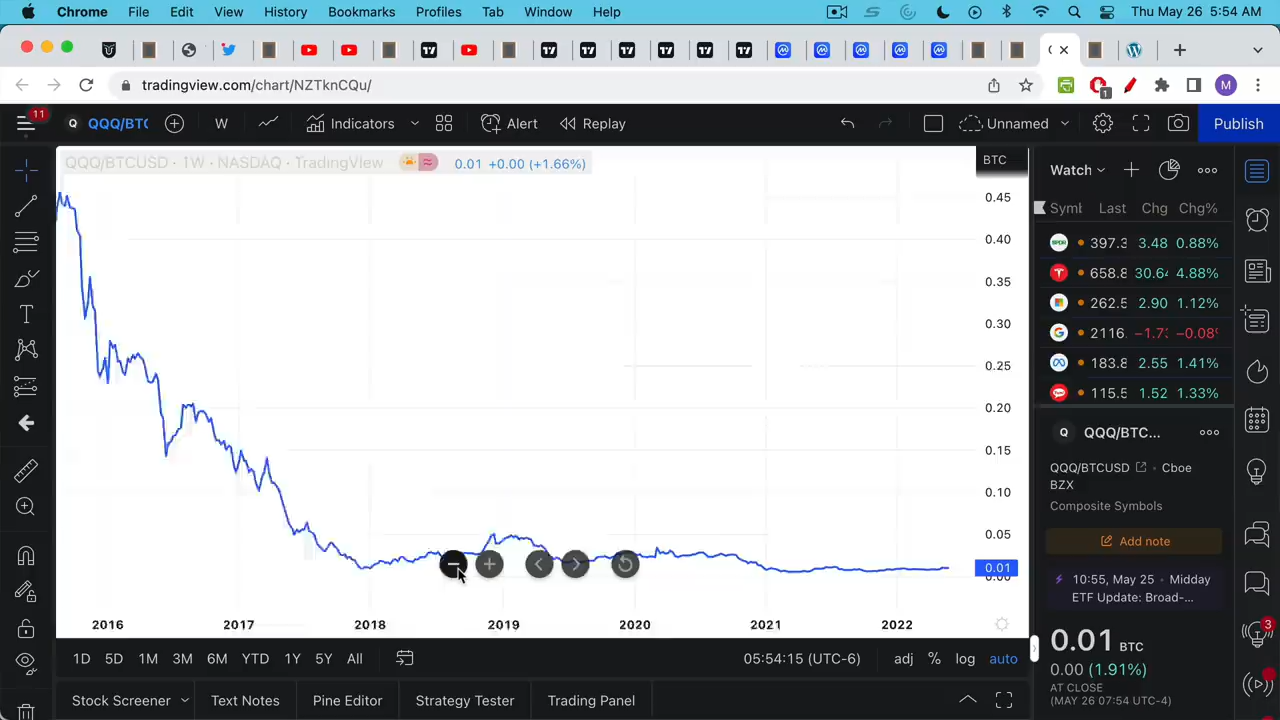 Chrome File Edit View History Bookmarks Profiles Tab Window Help Thu May 26 5:54 AM
tradingview.com/chart/NZTknCQu/
1
M
11
Q QQQ/BTC W Indicators Alert Replay Unnamed Publish
QQQ/BTCUSD · 1W · NASDAQ · TradingView 0.01 +0.00 (+1.66%)
BTC
0.45
0.40
0.35
0.30
0.25
0.20
0.15
0.10
0.05
0.01
0.00
2016 2017 2018 2019 2020 2021 2022
1D 5D 1M 3M 6M YTD 1Y 5Y All 05:54:15 (UTC-6) adj % log auto
Stock Screener Text Notes Pine Editor Strategy Tester Trading Panel
Watch
Symb Last Chg Chg%
397.3 3.48 0.88%
658.8 30.64 4.88%
262.5 2.90 1.12%
2116. −1.73 −0.08%
183.8 2.55 1.41%
115.5 1.52 1.33%
Q QQQ/BTC...
QQQ/BTCUSD · Cboe
BZX
Composite Symbols
Add note
10:55, May 25 · Midday
ETF Update: Broad-...
0.01 BTC
0.00 (1.91%)
AT CLOSE
(MAY 26 07:54 UTC-4)
3